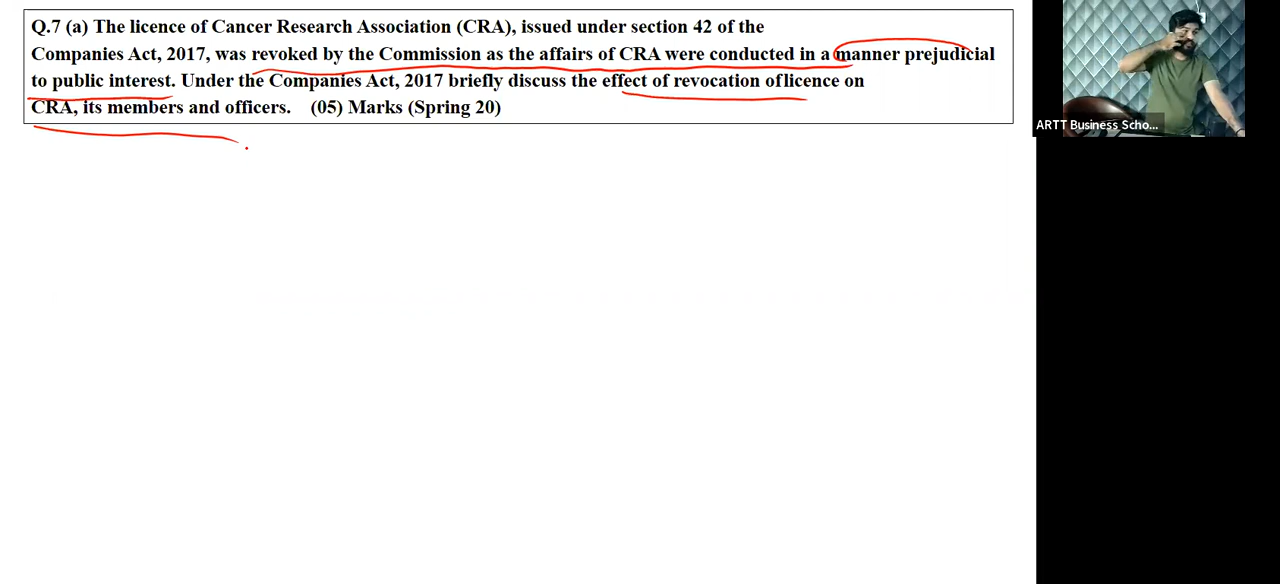 Q.7 (a) The licence of Cancer Research Association (CRA), issued under section 42 of the
Companies Act, 2017, was revoked by the Commission as the affairs of CRA were conducted in a manner prejudicial
to public interest. Under the Companies Act, 2017 briefly discuss the effect of revocation of licence on
CRA, its members and officers. (05) Marks (Spring 20)
ARTT Business Scho...